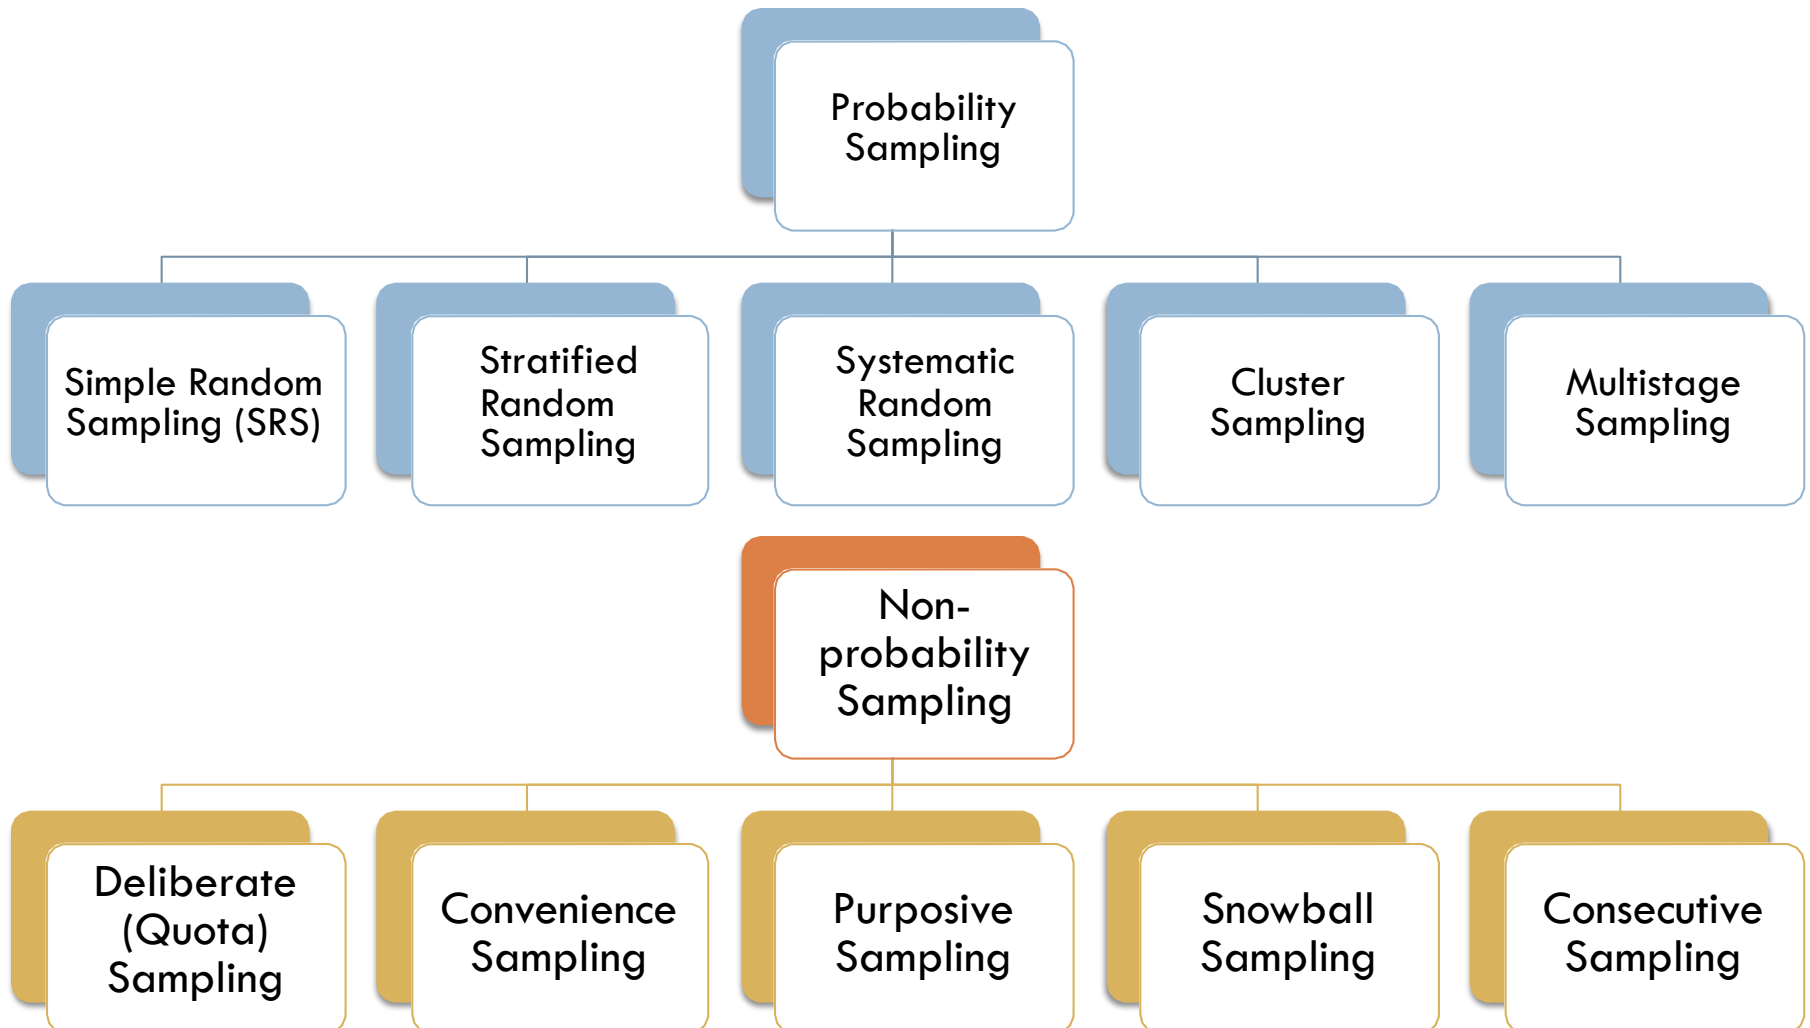 Probability
Sampling
Simple Random
Sampling (SRS)
Stratified
Random
Sampling
Systematic
Random
Sampling
Cluster
Sampling
Multistage
Sampling
Non-
probability
Sampling
Deliberate
(Quota)
Sampling
Convenience
Sampling
Purposive
Sampling
Snowball
Sampling
Consecutive
Sampling